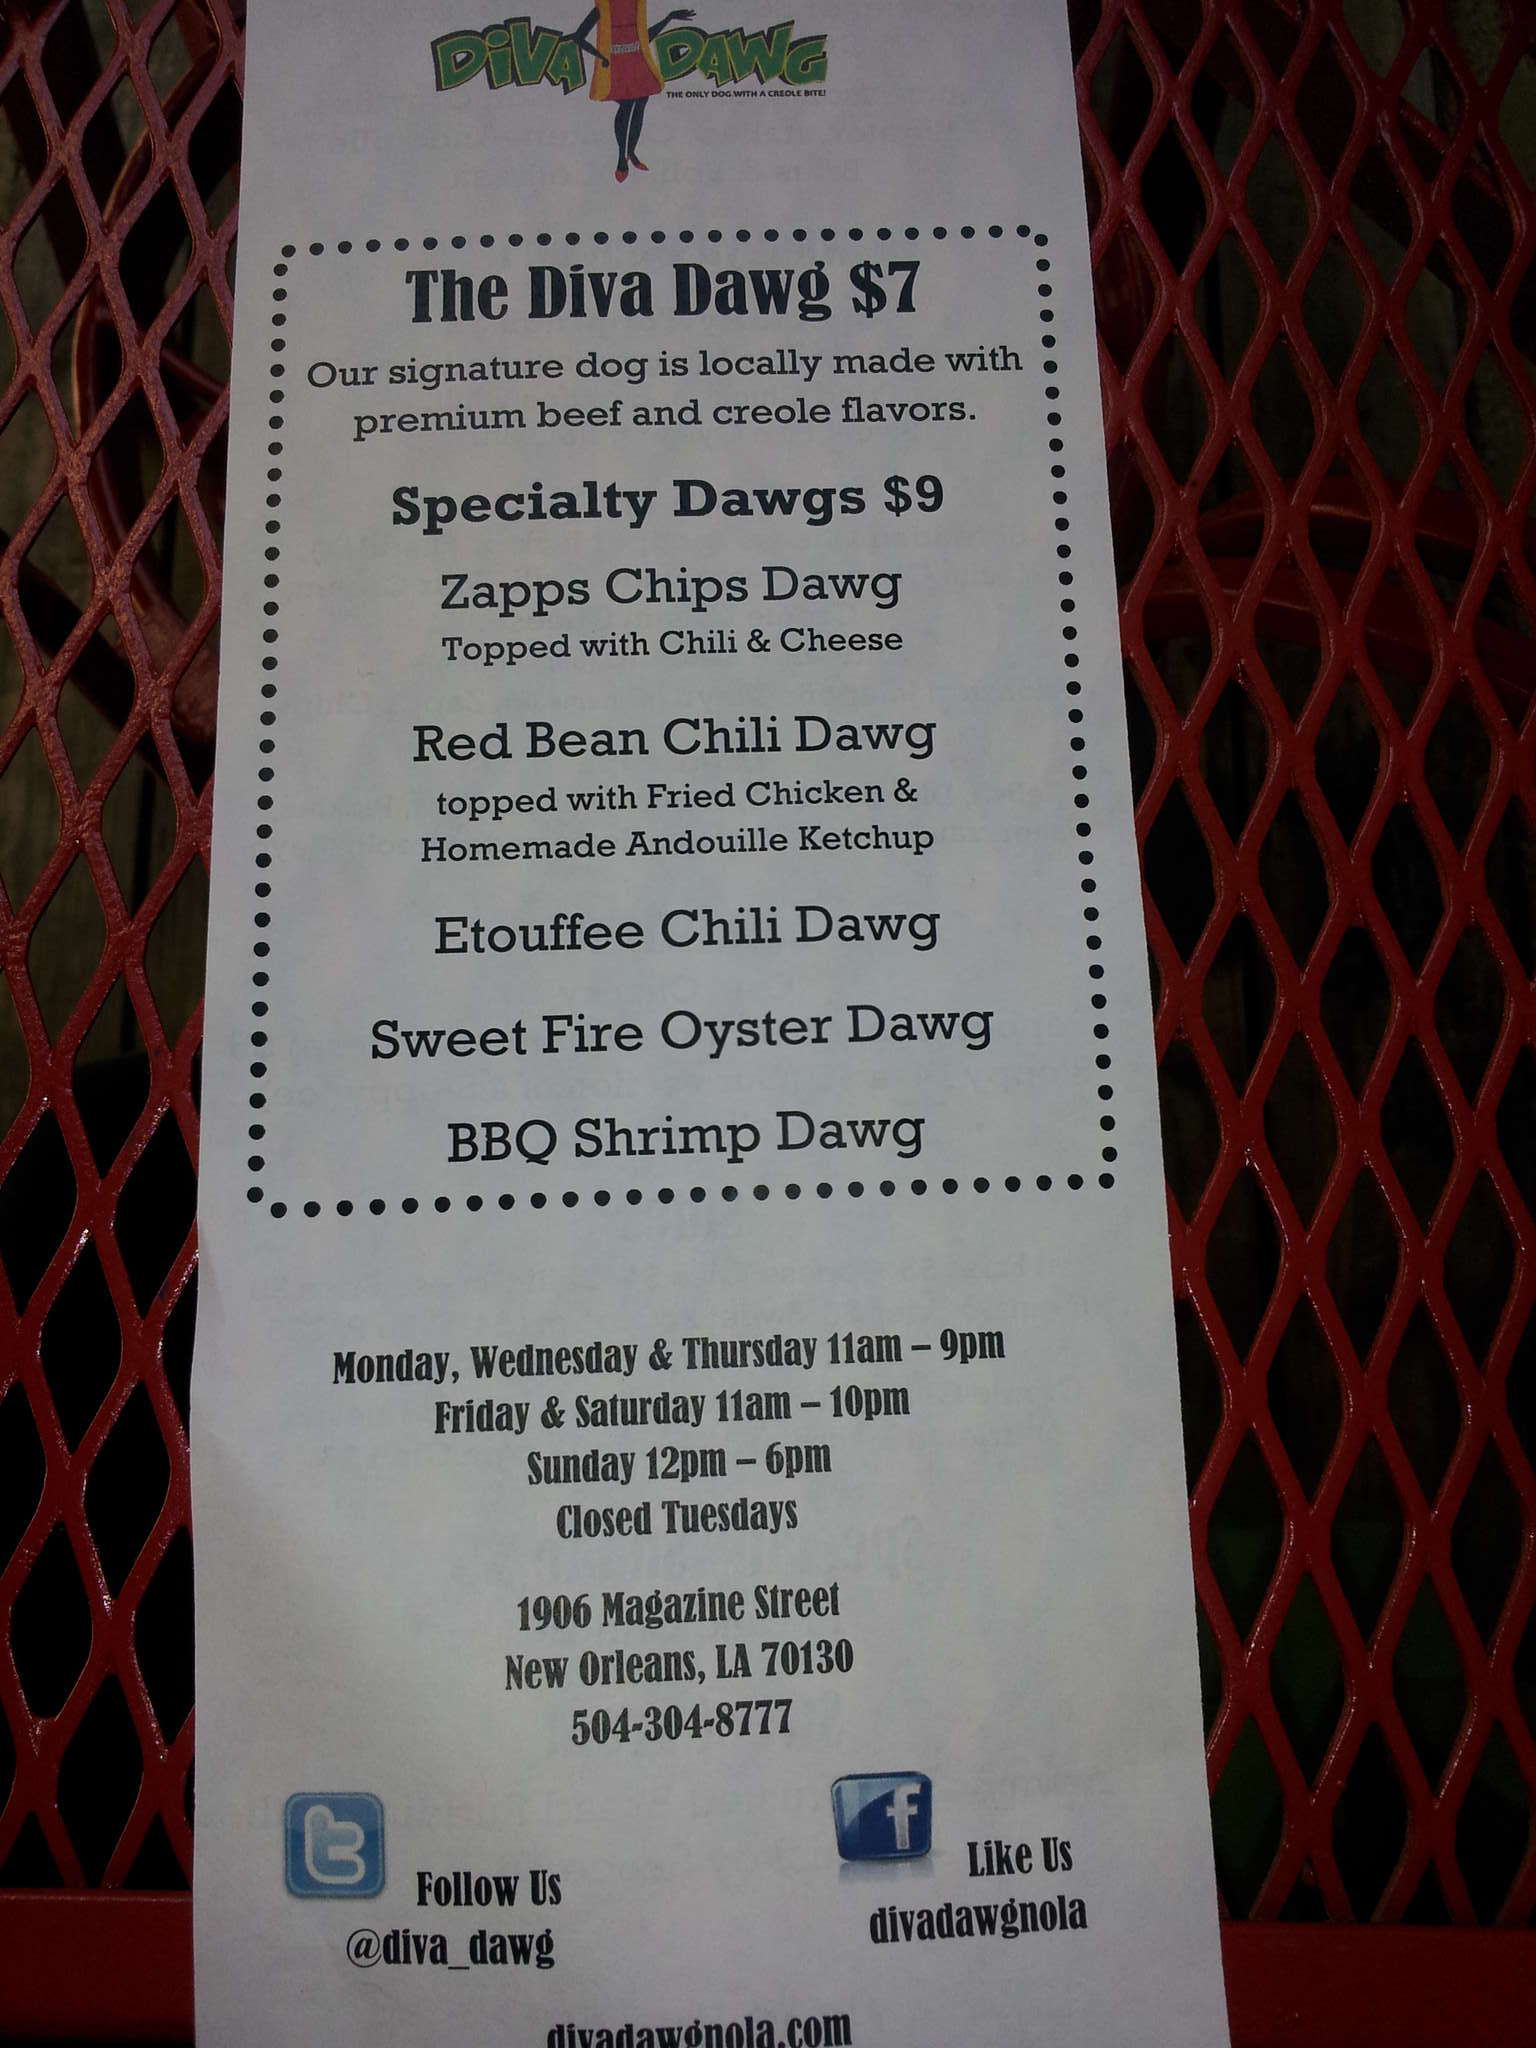 DIVA DAWG
THE ONLY DOG WITH A CREOLE BITE!
The Diva Dawg $7
Our signature dog is locally made with
premium beef and creole flavors.
Specialty Dawgs $9
Zapps Chips Dawg
Topped with Chili & Cheese
Red Bean Chili Dawg
topped with Fried Chicken &
Homemade Andouille Ketchup
Etouffee Chili Dawg
Sweet Fire Oyster Dawg
BBQ Shrimp Dawg
Monday, Wednesday & Thursday 11am – 9pm
Friday & Saturday 11am – 10pm
Sunday 12pm – 6pm
Closed Tuesdays
1906 Magazine Street
New Orleans, LA 70130
504-304-8777
Follow Us
@diva_dawg
Like Us
divadawgnola
divadawgnola.com